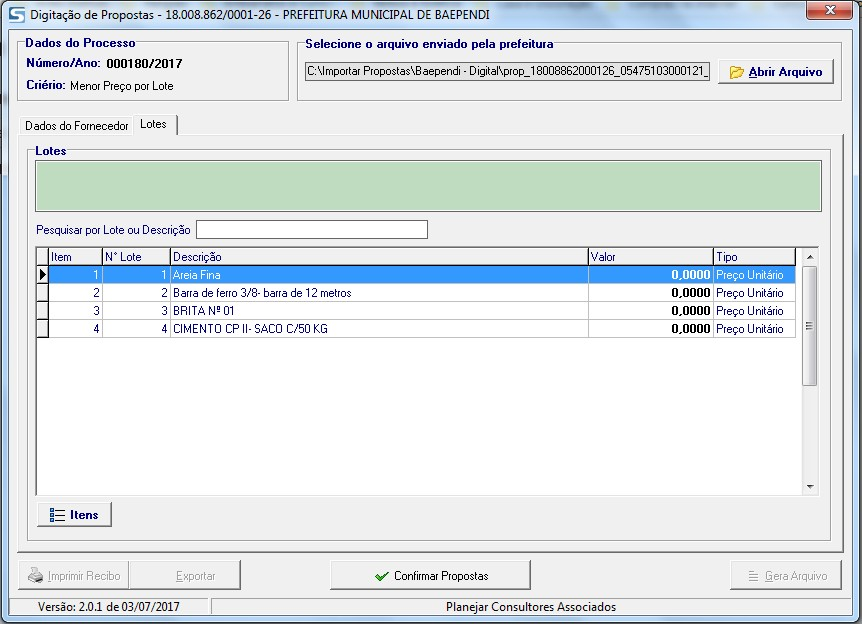 Digitação de Propostas - 18.008.862/0001-26 - PREFEITURA MUNICIPAL DE BAEPENDI
Dados do Processo
Número/Ano: 000180/2017
Criério: Menor Preço por Lote
Selecione o arquivo enviado pela prefeitura
C:\Importar Propostas\Baependi - Digital\prop_18008862000126_05475103000121_
Abrir Arquivo
Dados do Fornecedor Lotes
Lotes
Pesquisar por Lote ou Descrição
Item N° Lote Descrição Valor Tipo
1 1 Areia Fina 0,0000 Preço Unitário
2 2 Barra de ferro 3/8- barra de 12 metros 0,0000 Preço Unitário
3 3 BRITA Nº 01 0,0000 Preço Unitário
4 4 CIMENTO CP II- SACO C/50 KG 0,0000 Preço Unitário
Itens
Imprimir Recibo Exportar Confirmar Propostas Gera Arquivo
Versão: 2.0.1 de 03/07/2017 Planejar Consultores Associados